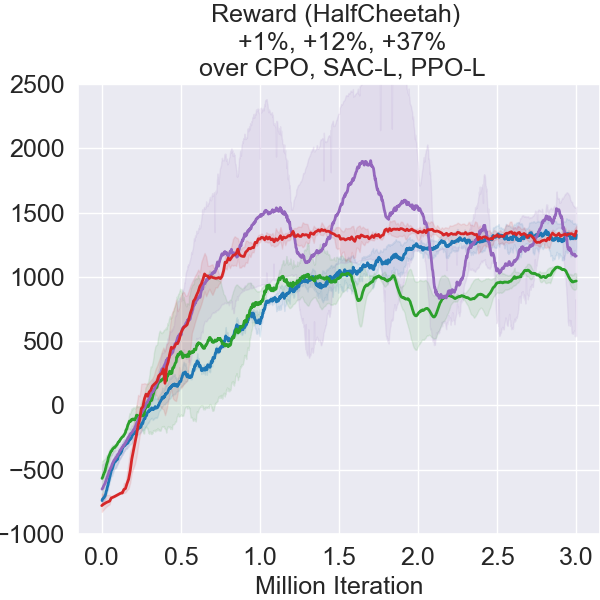 Reward (HalfCheetah)
+1%, +12%, +37%
over CPO, SAC-L, PPO-L
2500
2000
1500
1000
500
0
−500
−1000
0.0 0.5 1.0 1.5 2.0 2.5 3.0
Million Iteration